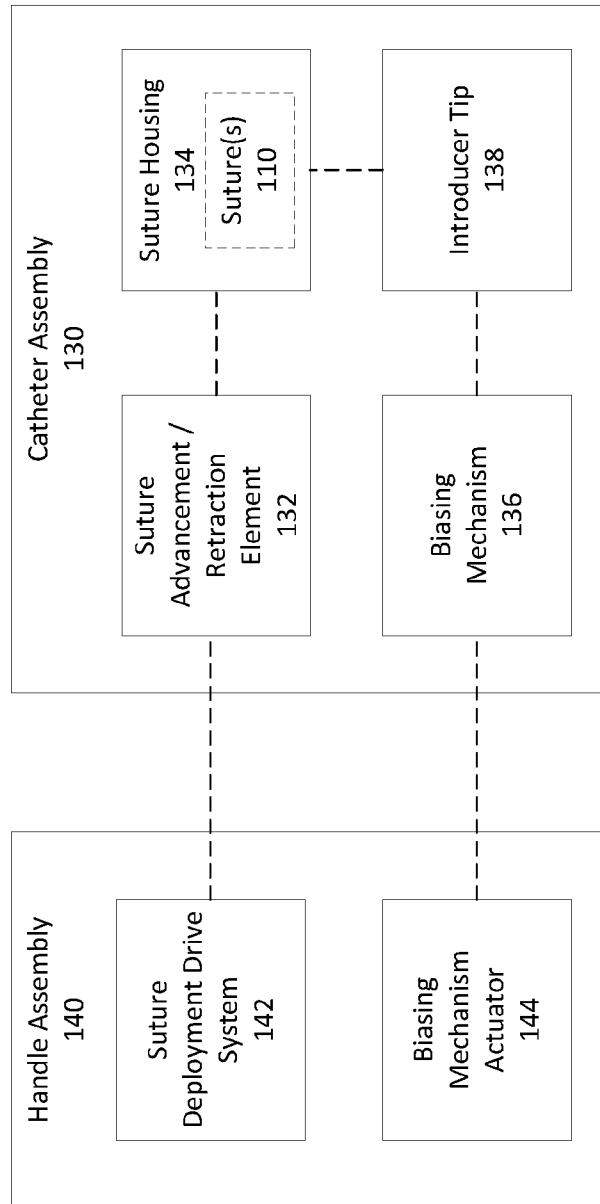 Handle Assembly
140
Suture
Deployment Drive
System
142
Biasing
Mechanism
Actuator
144
Catheter Assembly
130
Suture
Advancement /
Retraction
Element
132
Suture Housing
134
Suture(s)
110
Biasing
Mechanism
136
Introducer Tip
138